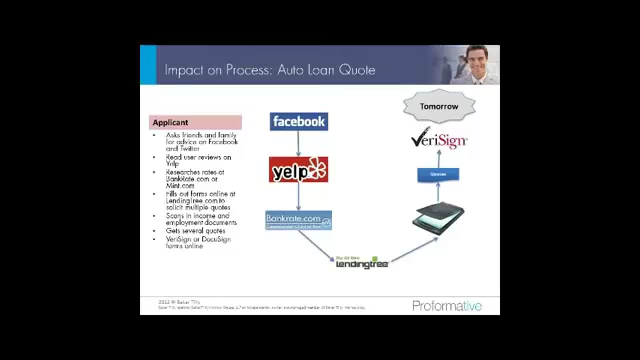 Impact on Process: Auto Loan Quote
Tomorrow
Applicant
• Asks friends and family
for advice on Facebook
and Twitter
• Read user reviews on
Yelp
• Researches rates at
BankRate.com or
Mint.com
• Fills out forms online at
LendingTree.com to
solicit multiple quotes
• Scans in income and
employment documents
• Gets several quotes
• VeriSign or DocuSign
forms online
facebook
yelp
Bankrate.com
lendingtree
Quotes
VeriSign
Proformative